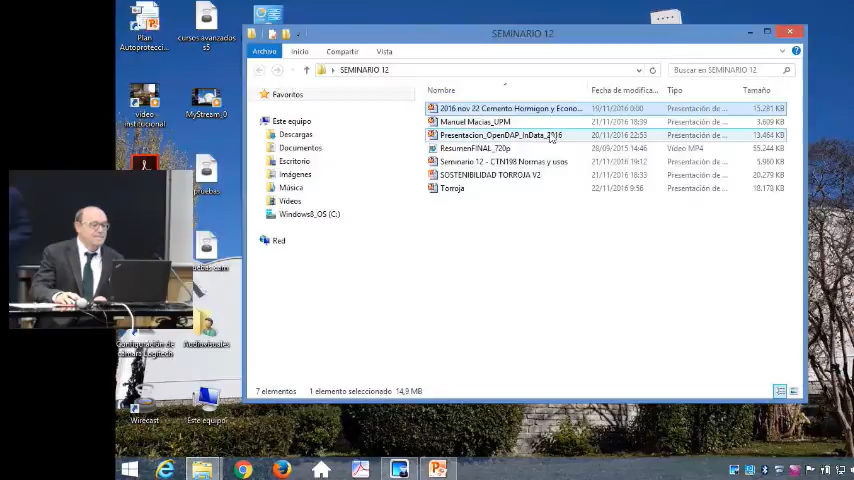 Plan
Autoprotecci...
cursos avanzados
s5
video
institucional
MyStream_0
pruebas.
Configuración de
cámara Logitech
Audiovisuales
Wirecast
Este equipo
SEMINARIO 12
Archivo
Inicio
Compartir
Vista
SEMINARIO 12
Buscar en SEMINARIO 12
Nombre
Fecha de modifica...
Tipo
Tamaño
2016 nov 22 Cemento Hormigon y Econo...
19/11/2016 0:00
Presentación de ...
15.281 KB
Manuel Macias_UPM
21/11/2016 18:39
Presentación de ...
3.609 KB
Presentacion_OpenDAP_InData_2016
20/11/2016 22:53
Presentación de ...
13.464 KB
ResumenFINAL_720p
28/09/2015 14:46
Vídeo MP4
55.244 KB
Seminario 12 - CTN198 Normas y usos
21/11/2016 19:12
Presentación de ...
5.960 KB
SOSTENIBILIDAD TORROJA V2
21/11/2016 18:33
Presentación de ...
20.279 KB
Torroja
22/11/2016 9:56
Presentación de ...
18.178 KB
Favoritos
Este equipo
Descargas
Documentos
Escritorio
Imágenes
Música
Vídeos
Windows8_OS (C:)
Red
7 elementos
1 elemento seleccionado 14,9 MB